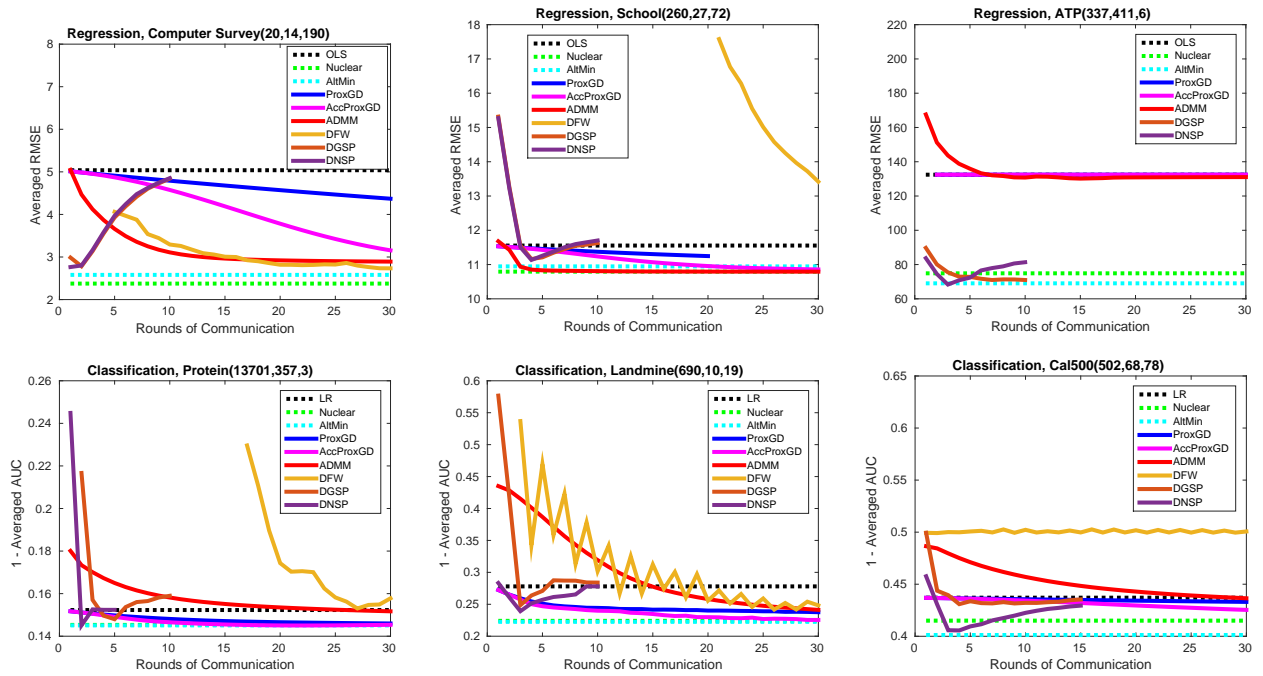 Regression, Computer Survey(20,14,190)
8
7
6
5
4
3
2
Averaged RMSE
OLS
Nuclear
AltMin
ProxGD
AccProxGD
ADMM
DFW
DGSP
DNSP
0 5 10 15 20 25 30
Rounds of Communication
Regression, School(260,27,72)
18
17
16
15
14
13
12
11
10
Averaged RMSE
OLS
Nuclear
AltMin
ProxGD
AccProxGD
ADMM
DFW
DGSP
DNSP
0 5 10 15 20 25 30
Rounds of Communication
Regression, ATP(337,411,6)
220
200
180
160
140
120
100
80
60
Averaged RMSE
OLS
Nuclear
AltMin
ProxGD
AccProxGD
ADMM
DFW
DGSP
DNSP
0 5 10 15 20 25 30
Rounds of Communication
Classification, Protein(13701,357,3)
0.26
0.24
0.22
0.2
0.18
0.16
0.14
1 - Averaged AUC
LR
Nuclear
AltMin
ProxGD
AccProxGD
ADMM
DFW
DGSP
DNSP
0 5 10 15 20 25 30
Rounds of Communication
Classification, Landmine(690,10,19)
0.6
0.55
0.5
0.45
0.4
0.35
0.3
0.25
0.2
1 - Averaged AUC
LR
Nuclear
AltMin
ProxGD
AccProxGD
ADMM
DFW
DGSP
DNSP
0 5 10 15 20 25 30
Rounds of Communication
Classification, Cal500(502,68,78)
0.65
0.6
0.55
0.5
0.45
0.4
1 - Averaged AUC
LR
Nuclear
AltMin
ProxGD
AccProxGD
ADMM
DFW
DGSP
DNSP
0 5 10 15 20 25 30
Rounds of Communication